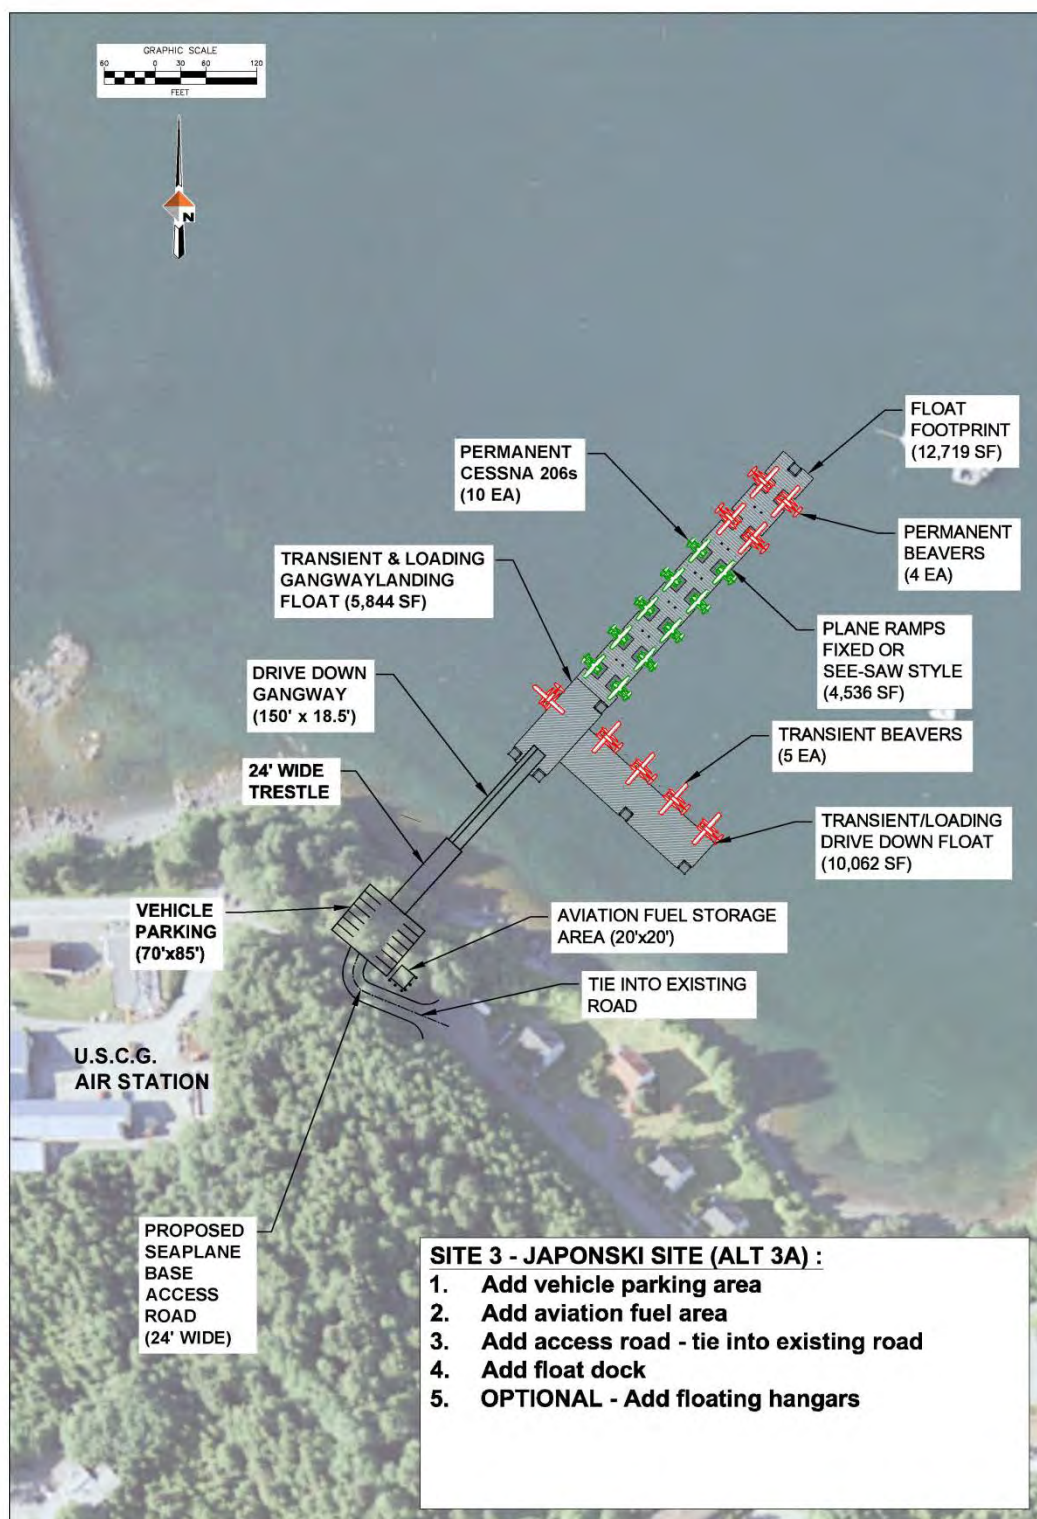 GRAPHIC SCALE
60 0 30 60 120
FEET
N
FLOAT
FOOTPRINT
(12,719 SF)
PERMANENT
CESSNA 206s
(10 EA)
PERMANENT
BEAVERS
(4 EA)
TRANSIENT & LOADING
GANGWAYLANDING
FLOAT (5,844 SF)
PLANE RAMPS
FIXED OR
SEE-SAW STYLE
(4,536 SF)
DRIVE DOWN
GANGWAY
(150' x 18.5')
TRANSIENT BEAVERS
(5 EA)
24' WIDE
TRESTLE
TRANSIENT/LOADING
DRIVE DOWN FLOAT
(10,062 SF)
VEHICLE
PARKING
(70'x85')
AVIATION FUEL STORAGE
AREA (20'x20')
TIE INTO EXISTING
ROAD
U.S.C.G.
AIR STATION
PROPOSED
SEAPLANE
BASE
ACCESS
ROAD
(24' WIDE)
SITE 3 - JAPONSKI SITE (ALT 3A) :
1. Add vehicle parking area
2. Add aviation fuel area
3. Add access road - tie into existing road
4. Add float dock
5. OPTIONAL - Add floating hangars